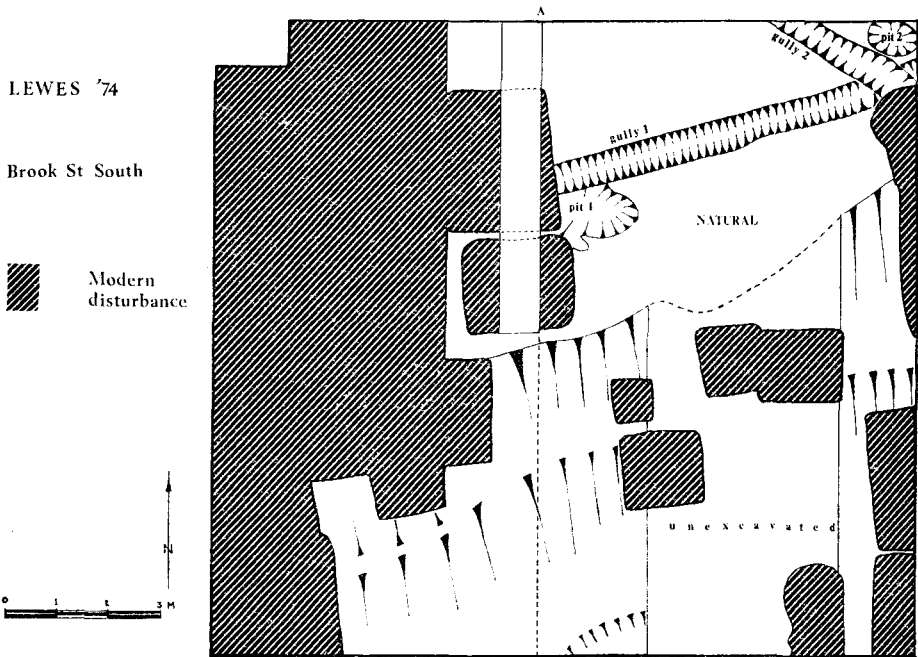 A
LEWES '74
Brook St South
Modern
disturbance
N
0 1 2 3 M
pit 2
gully 2
gully 1
pit 1
NATURAL
unexcavated